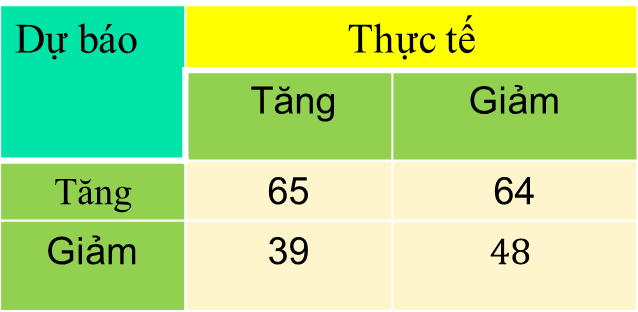 Dự báo
Thực tế
Tăng
Giảm
Tăng
65
64
Giảm
39
48